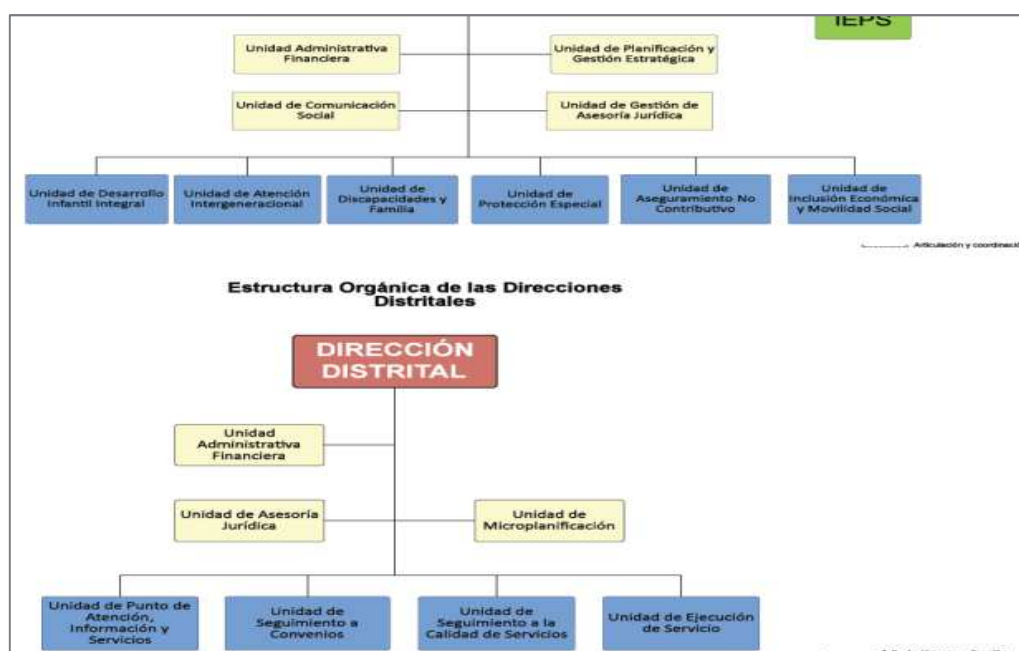 IEPS
Unidad Administrativa
Financiera
Unidad de Planificación y
Gestión Estratégica
Unidad de Comunicación
Social
Unidad de Gestión de
Asesoría Jurídica
Unidad de Desarrollo
Infantil Integral
Unidad de Atención
Intergeneracional
Unidad de
Discapacidades y
Familia
Unidad de
Protección Especial
Unidad de
Aseguramiento No
Contributivo
Unidad de
Inclusión Económica
y Movilidad Social
Articulación y coordinació
Estructura Orgánica de las Direcciones
Distritales
DIRECCIÓN
DISTRITAL
Unidad
Administrativa
Financiera
Unidad de Asesoría
Jurídica
Unidad de
Microplanificación
Unidad de Punto de
Atención,
Información y
Servicios
Unidad de
Seguimiento a
Convenios
Unidad de
Seguimiento a la
Calidad de Servicios
Unidad de Ejecución
de Servicio